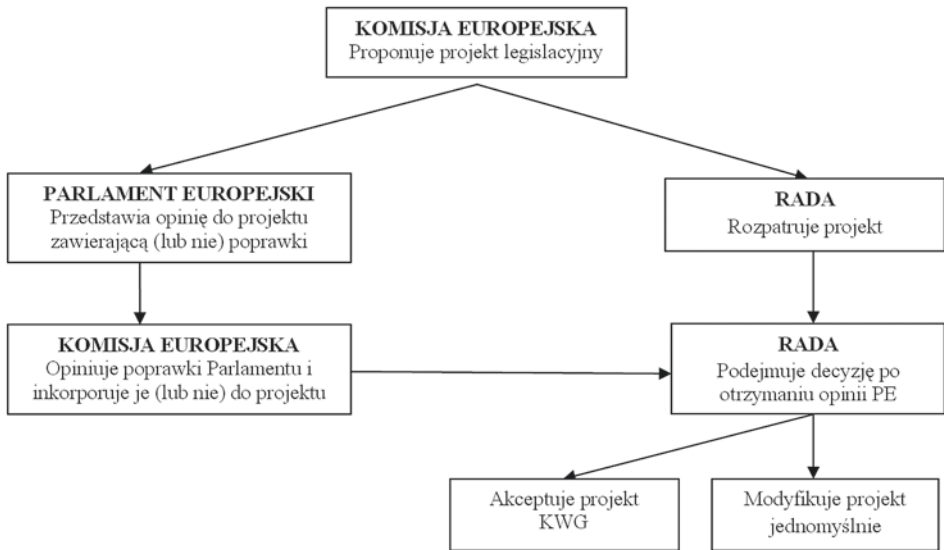 KOMISJA EUROPEJSKA
Proponuje projekt legislacyjny
PARLAMENT EUROPEJSKI
Przedstawia opinię do projektu
zawierającą (lub nie) poprawki
RADA
Rozpatruje projekt
KOMISJA EUROPEJSKA
Opiniuje poprawki Parlamentu i
inkorporuje je (lub nie) do projektu
RADA
Podejmuje decyzję po
otrzymaniu opinii PE
Akceptuje projekt
KWG
Modyfikuje projekt
jednomyślnie